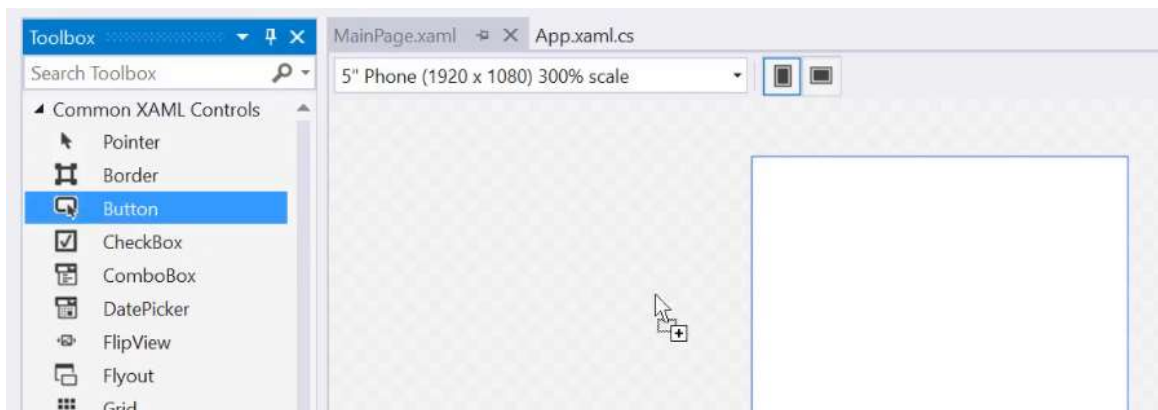 Toolbox
Search Toolbox
Common XAML Controls
Pointer
Border
Button
CheckBox
ComboBox
DatePicker
FlipView
Flyout
Grid
MainPage.xaml App.xaml.cs
5" Phone (1920 x 1080) 300% scale